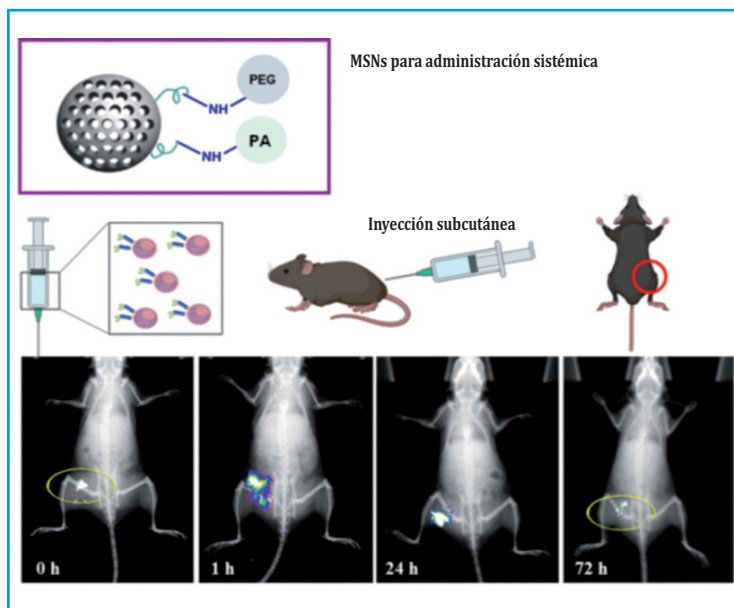 MSNs para administración sistémica
PEG
NH
NH
PA
Inyección subcutánea
0 h
1 h
24 h
72 h